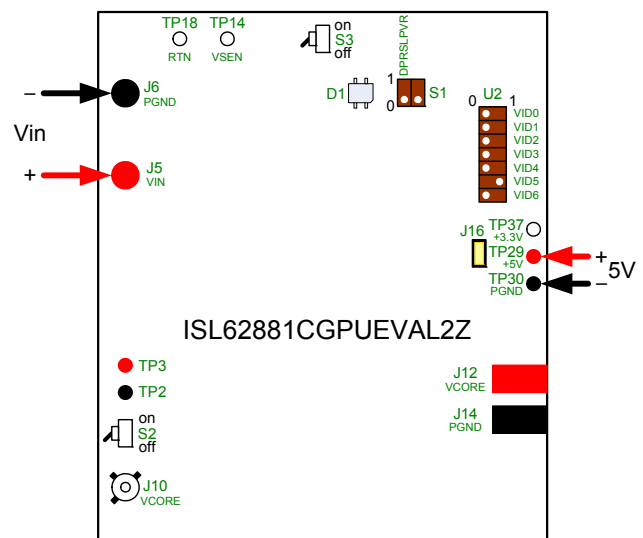 TP18 TP14
RTN VSEN
on
S3
off
DPRSLPVR
– J6
PGND
Vin
+ J5
VIN
D1
1
0
S1
U2
0 1
VID0
VID1
VID2
VID3
VID4
VID5
VID6
TP37
+3.3V
J16
TP29
+5V
+
TP30
PGND
–
5V
ISL62881CGPUEVAL2Z
TP3
TP2
on
S2
off
J10
VCORE
J12
VCORE
J14
PGND